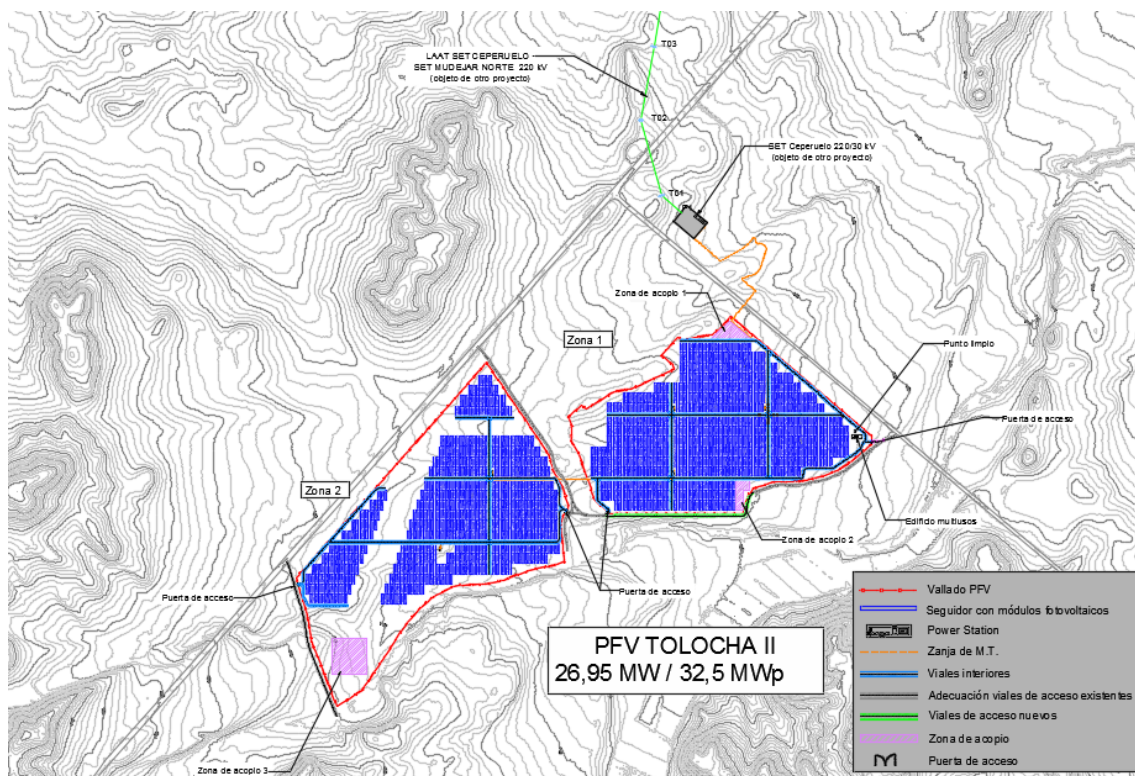 T03
LAAT SET CEPERUELO
SET MUDEJAR NORTE 220 kV
(objeto de otro proyecto)
T02
SET Ceperuelo 220/30 kV
(objeto de otro proyecto)
T01
Zona de acopio 1
Zona 1
Punto limpio
Puerta de acceso
Zona 2
Edificio multiusos
Zona de acopio 2
Puerta de acceso
Puerta de acceso
Zona de acopio 3
PFV TOLOCHA II
26,95 MW / 32,5 MWp
Vallado PFV
Seguidor con módulos fotovoltaicos
Power Station
Zanja de M.T.
Viales interiores
Adecuación viales de acceso existentes
Viales de acceso nuevos
Zona de acopio
Puerta de acceso